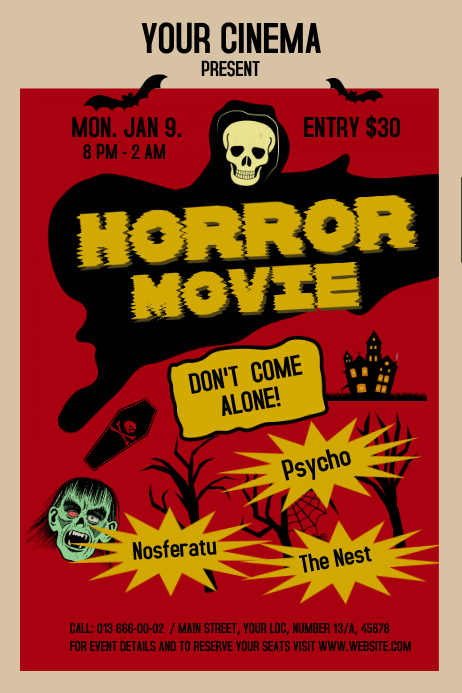 YOUR CINEMA
PRESENT
MON. JAN 9.
ENTRY $30
8 PM - 2 AM
HORROR
MOVIE
DON'T COME
ALONE!
Psycho
Nosferatu
The Nest
CALL: 013 666-00-02 / MAIN STREET, YOUR LOC, NUMBER 13/A, 45678
FOR EVENT DETAILS AND TO RESERVE YOUR SEATS VISIT WWW.WEBSITE.COM